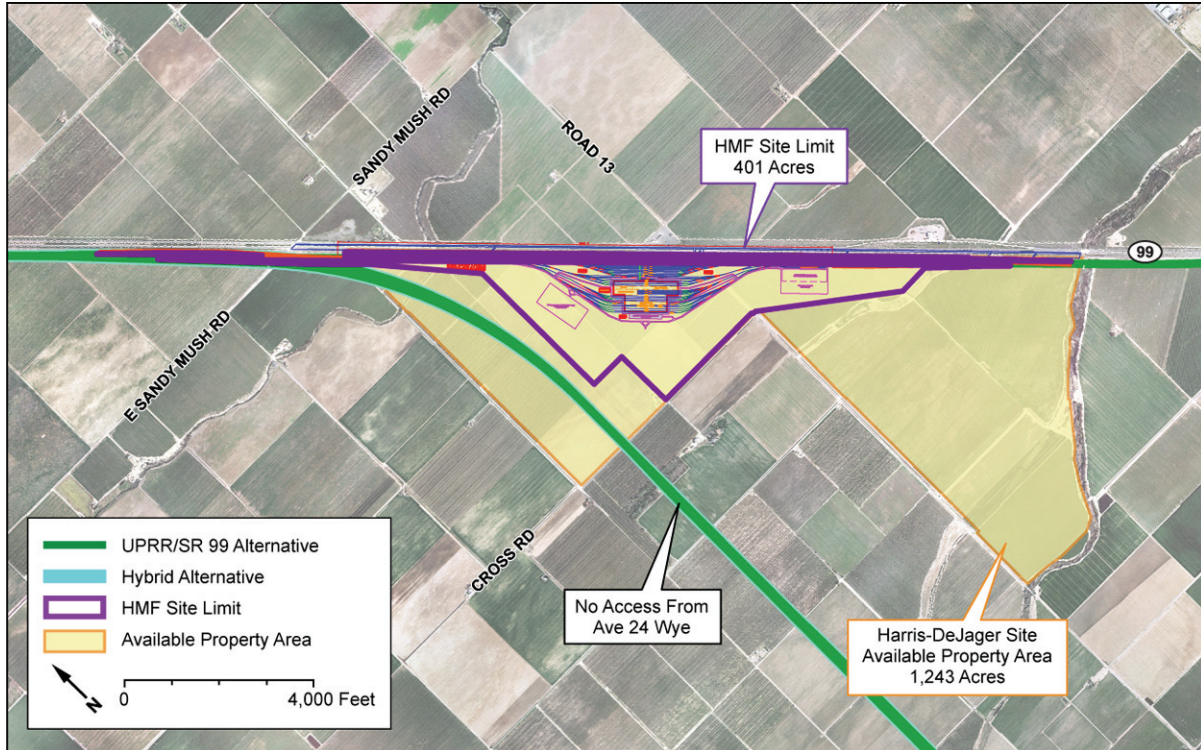 SANDY MUSH RD
ROAD 13
HMF Site Limit
401 Acres
99
E SANDY MUSH RD
CROSS RD
No Access From
Ave 24 Wye
Harris-DeJager Site
Available Property Area
1,243 Acres
UPRR/SR 99 Alternative
Hybrid Alternative
HMF Site Limit
Available Property Area
N
0
4,000 Feet